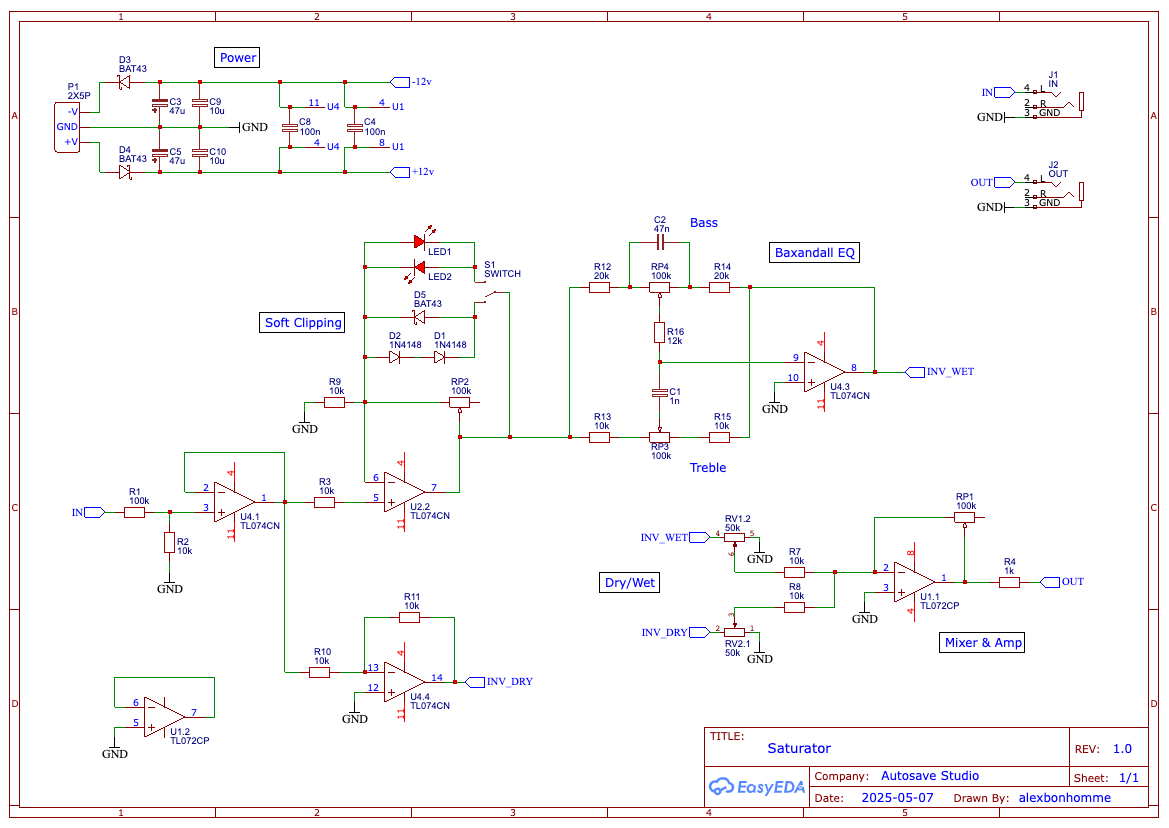 1 2 3 4 5
A
B
C
D
A
B
C
D
1 2 3 4 5
Power
D3
BAT43
P1
2X5P
-V
GND
+V
D4
BAT43
C3
47u
C9
10u
C5
47u
C10
10u
GND
C8
100n
11 U4
4 U4
C4
100n
4 U1
8 U1
-12v
+12v
J1
IN
IN
4 L
2 R
3 GND
GND
J2
OUT
OUT
4 L
2 R
3 GND
GND
Soft Clipping
LED1
LED2
S1
SWITCH
D5
BAT43
D2
1N4148
D1
1N4148
R9
10k
GND
RP2
100k
R3
10k
6
5
7
4
11
U2.2
TL074CN
IN
R1
100k
R2
10k
GND
2
3
1
4
11
U4.1
TL074CN
Bass
Baxandall EQ
C2
47n
R12
20k
RP4
100k
R14
20k
R16
12k
C1
1n
R13
10k
RP3
100k
R15
10k
Treble
9
10
8
4
11
U4.3
TL074CN
GND
INV_WET
R11
10k
R10
10k
13
12
14
4
11
U4.4
TL074CN
GND
INV_DRY
6
5
7
U1.2
TL072CP
GND
Dry/Wet
INV_WET
RV1.2
50k
4 5
6
GND
R7
10k
R8
10k
INV_DRY
RV2.1
50k
2 1
3
GND
RP1
100k
2
3
1
8
4
U1.1
TL072CP
GND
R4
1k
OUT
Mixer & Amp
TITLE:
Saturator
REV: 1.0
EasyEDA
Company: Autosave Studio
Sheet: 1/1
Date: 2025-05-07 Drawn By: alexbonhomme